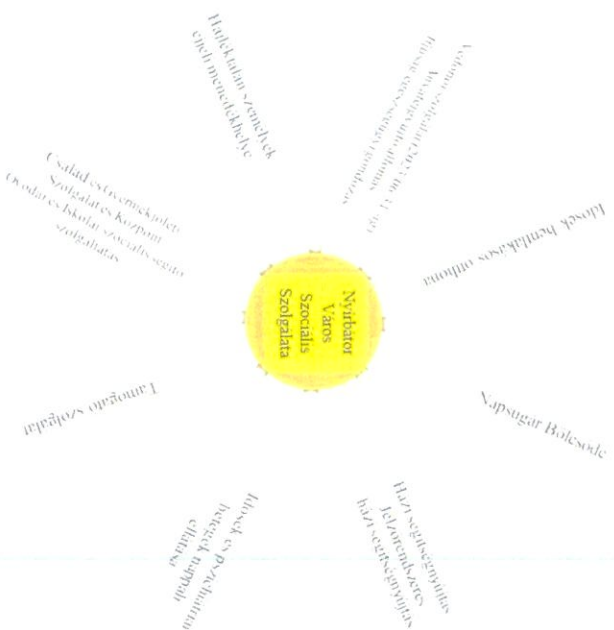 Nyírbátor
Város
Szociális
Szolgálata
Idősek bentlakásos otthona
Napsugár Bölcsőde
Házi segítségnyújtás
Jelzőrendszeres
házi segítségnyújtás
Idősek és pszichiátriai
betegek nappali
ellátása
Támogató szolgálat
Család és Gyermekjóléti
Szolgálat és Központ
Óvodai és Iskolai szociális segítő
szolgáltatás
Hajléktalan személyek
éjjeli menedékhelye
Védőnői szolgálat